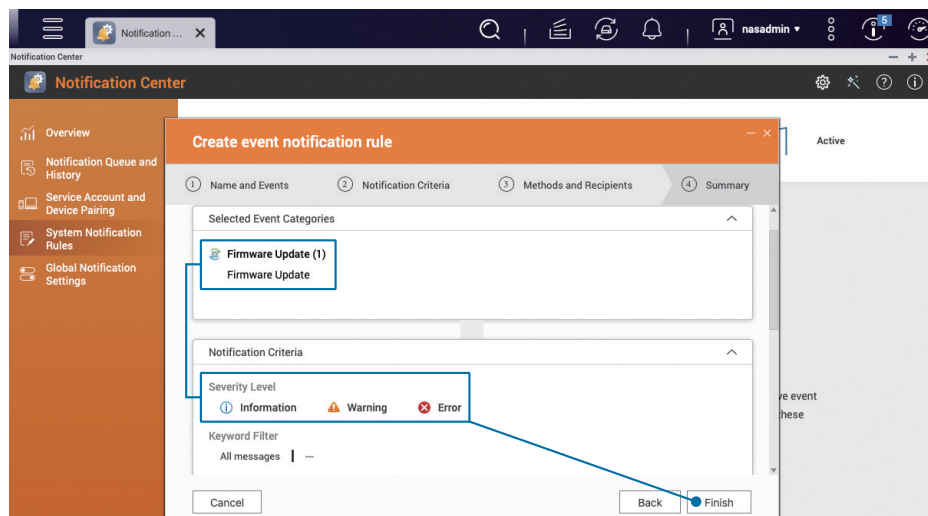 Notification ...
5
nasadmin
Notification Center
Notification Center
Overview
Notification Queue and
History
Service Account and
Device Pairing
System Notification
Rules
Global Notification
Settings
Active
Create event notification rule
1 Name and Events
2 Notification Criteria
3 Methods and Recipients
4 Summary
Selected Event Categories
Firmware Update (1)
Firmware Update
Notification Criteria
Severity Level
Information Warning Error
Keyword Filter
All messages | —
event
these
Cancel Back Finish